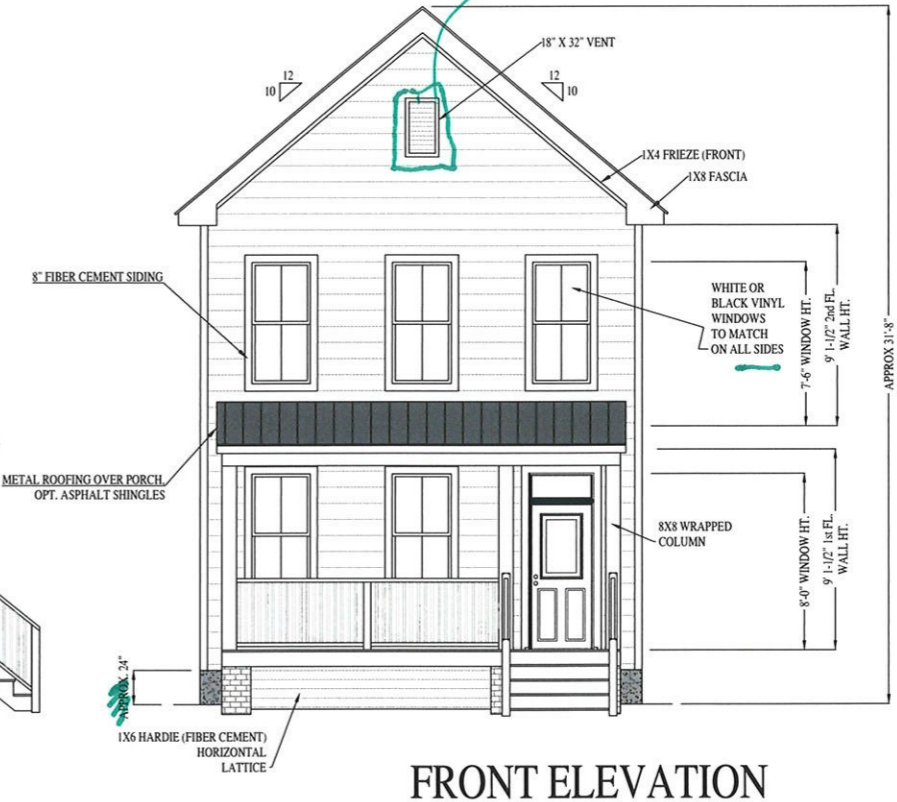 18" X 32" VENT
12
10
12
10
1X4 FRIEZE (FRONT)
1X8 FASCIA
8" FIBER CEMENT SIDING
WHITE OR
BLACK VINYL
WINDOWS
TO MATCH
ON ALL SIDES
7'-6" WINDOW HT.
9' 1-1/2" 2nd FL.
WALL HT.
APPROX 31'-8"
METAL ROOFING OVER PORCH.
OPT. ASPHALT SHINGLES
8X8 WRAPPED
COLUMN
8'-0" WINDOW HT.
9' 1-1/2" 1st FL.
WALL HT.
APPROX. 24"
1X6 HARDIE (FIBER CEMENT)
HORIZONTAL
LATTICE
FRONT ELEVATION